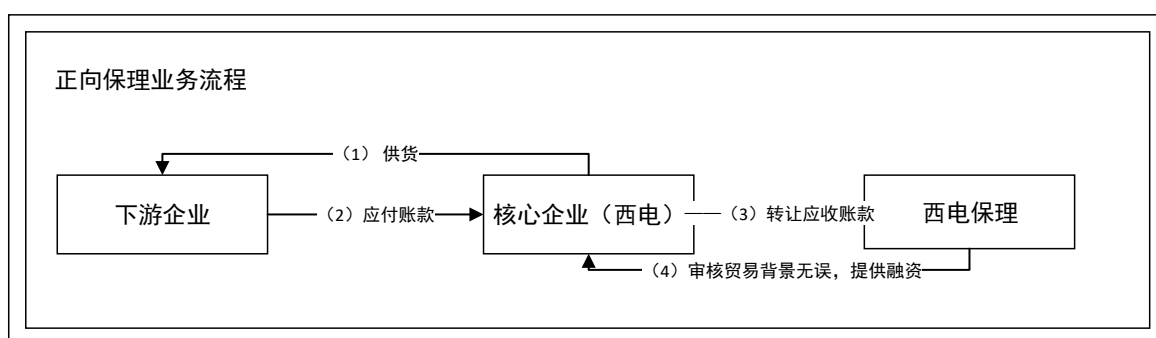 正向保理业务流程
（1） 供货
下游企业
（2）应付账款
核心企业（西电）
（3）转让应收账款
西电保理
（4）审核贸易背景无误，提供融资